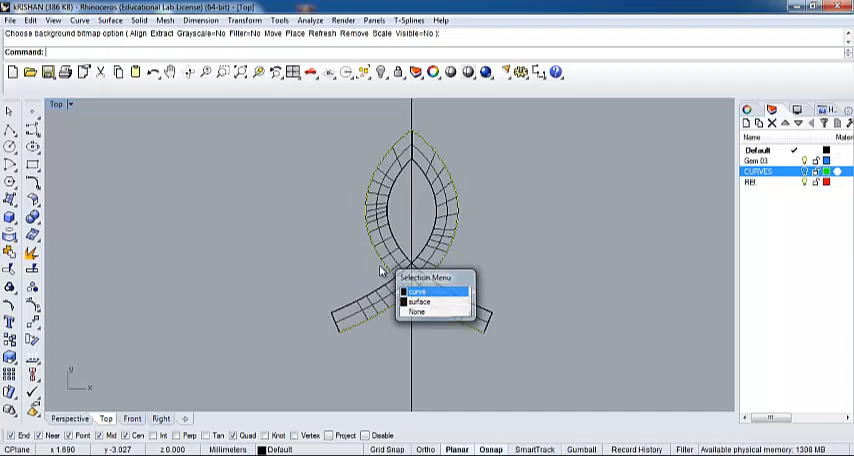 kRISHAN (386 KB) - Rhinoceros (Educational Lab License) (64-bit) - [Top]
File Edit View Curve Surface Solid Mesh Dimension Transform Tools Analyze Render Panels T-Splines Help
Choose background bitmap option ( Align Extract Grayscale=No Filter=No Move Place Refresh Remove Scale Visible=No ):
Command:
Top
Name Mater
Default
Gem 03
CURVES
REf.
Selection Menu
curve
surface
None
y
x
Perspective Top Front Right
End Near Point Mid Cen Int Perp Tan Quad Knot Vertex Project Disable
CPlane x 1.690 y -3.027 z 0.000 Millimeters Default Grid Snap Ortho Planar Osnap SmartTrack Gumball Record History Filter Available physical memory: 1308 MB